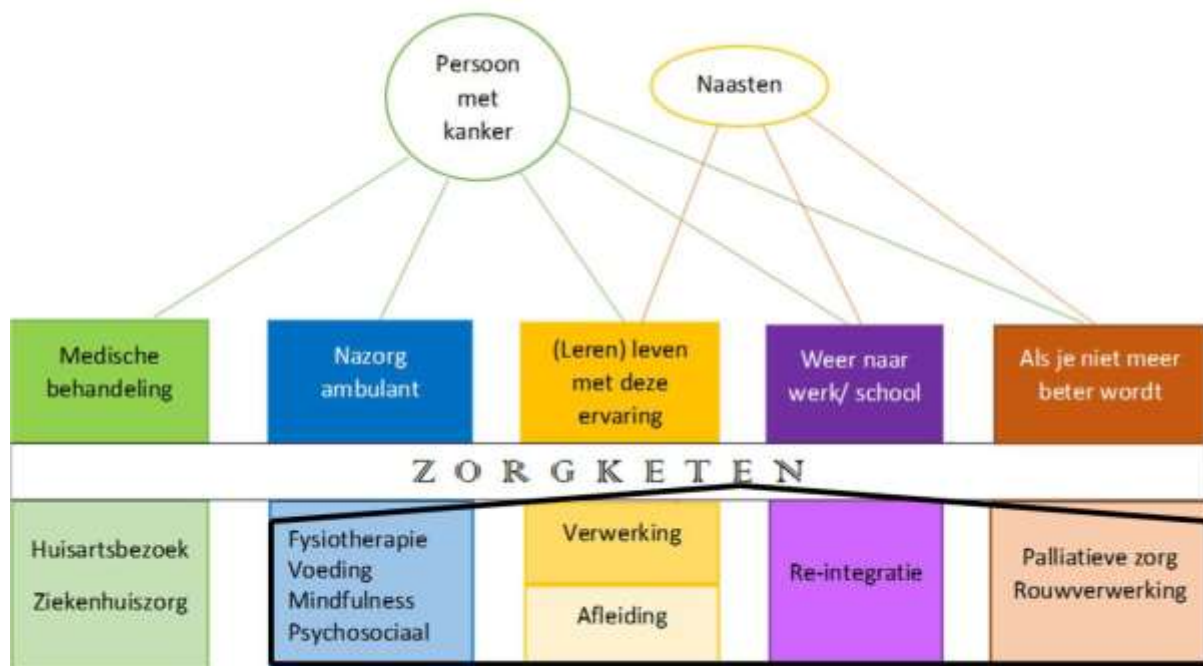 Persoon
met
kanker
Naasten
Medische
behandeling
Nazorg
ambulant
(Leren) leven
met deze
ervaring
Weer naar
werk/ school
Als je niet meer
beter wordt
ZORGKETEN
Huisartsbezoek
Ziekenhuiszorg
Fysiotherapie
Voeding
Mindfulness
Psychosociaal
Verwerking
Afleiding
Re-integratie
Palliatieve zorg
Rouwverwerking